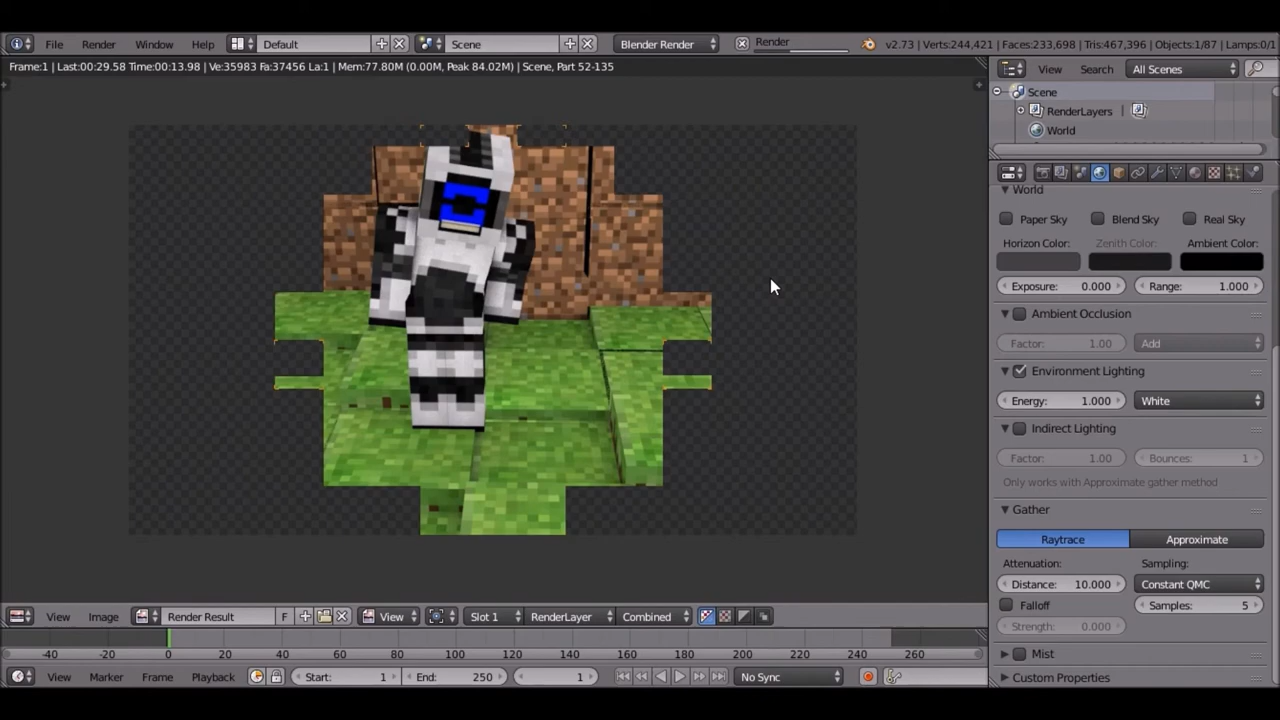 File Render Window Help Default Scene Blender Render Render v2.73 | Verts:244,421 | Faces:233,698 | Tris:467,396 | Objects:1/87 | Lamps:0/1
Frame:1 | Last:00:29.58 Time:00:13.98 | Ve:35983 Fa:37456 La:1 | Mem:77.80M (0.00M, Peak 84.02M) | Scene, Part 52-135
View Search All Scenes
Scene
RenderLayers |
World
World
Paper Sky Blend Sky Real Sky
Horizon Color: Zenith Color: Ambient Color:
Exposure: 0.000 Range: 1.000
Ambient Occlusion
Factor: 1.00 Add
Environment Lighting
Energy: 1.000 White
Indirect Lighting
Factor: 1.00 Bounces: 1
Only works with Approximate gather method
Gather
Raytrace Approximate
Attenuation: Sampling:
Distance: 10.000 Constant QMC
Falloff Samples: 5
Strength: 0.000
Mist
Custom Properties
View Image Render Result F View Slot 1 RenderLayer Combined
-40 -20 0 20 40 60 80 100 120 140 160 180 200 220 240 260
View Marker Frame Playback Start: 1 End: 250 1 No Sync